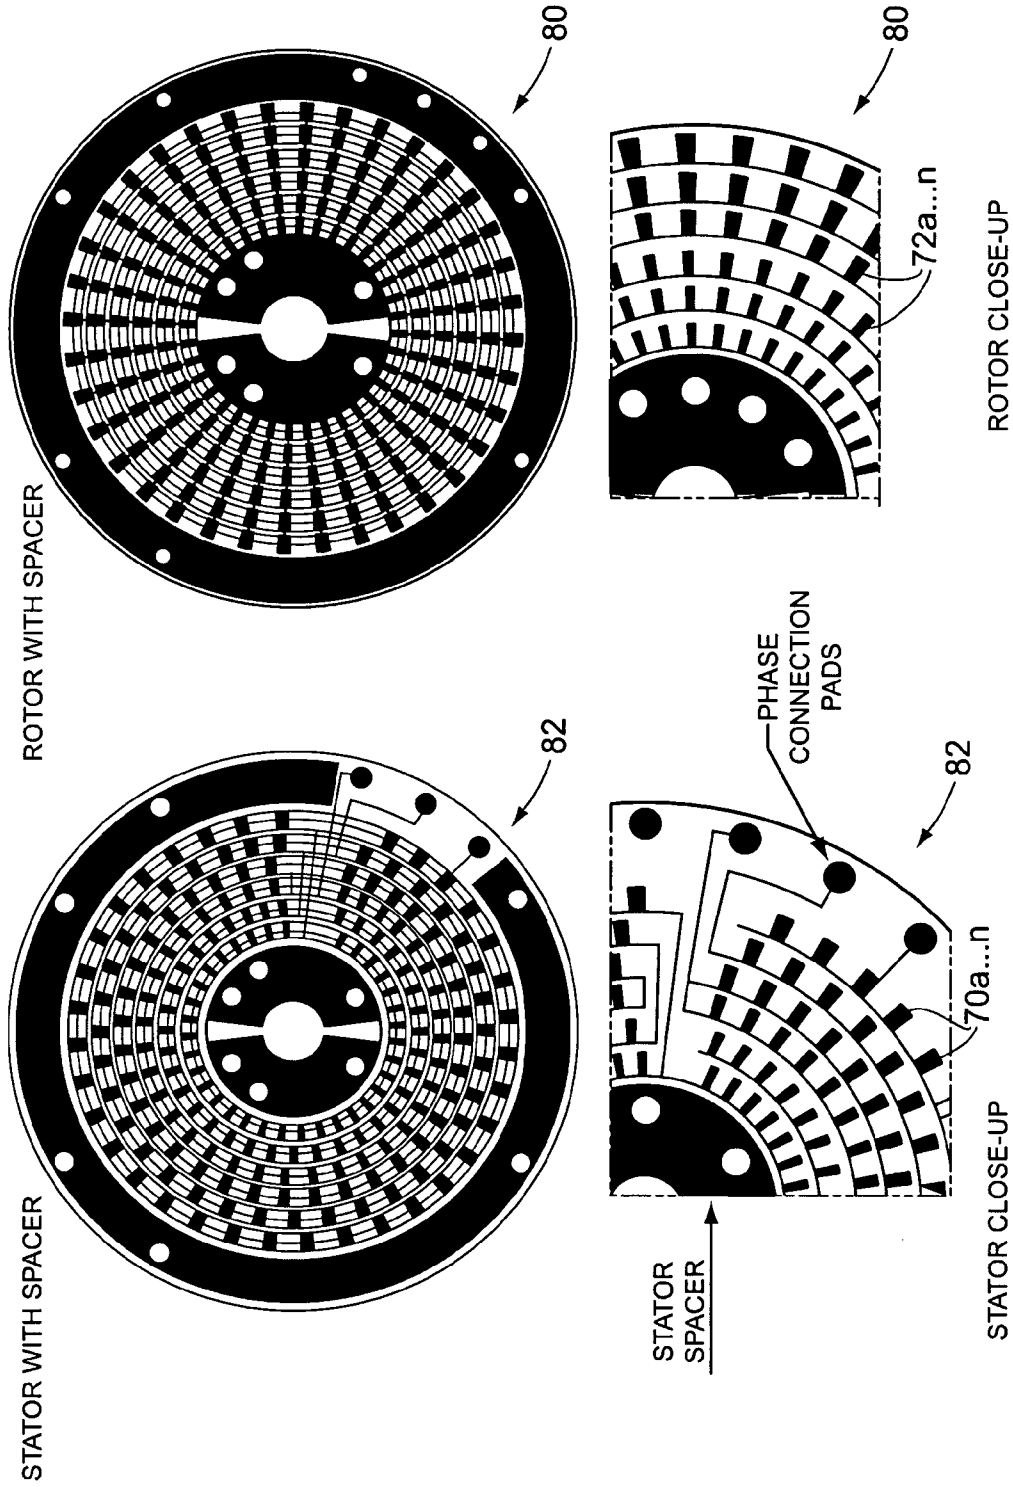 STATOR WITH SPACER
ROTOR WITH SPACER
82
80
STATOR
SPACER
PHASE
CONNECTION
PADS
82
70a...n
80
72a...n
STATOR CLOSE-UP
ROTOR CLOSE-UP